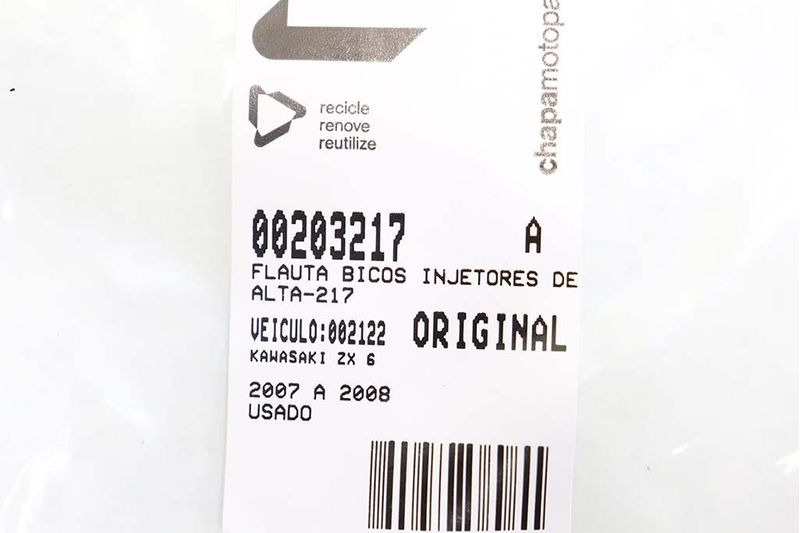 chapamotopa
recicle
renove
reutilize
00203217 A
FLAUTA BICOS INJETORES DE
ALTA-217
VEICULO:002122 ORIGINAL
KAWASAKI ZX 6
2007 A 2008
USADO